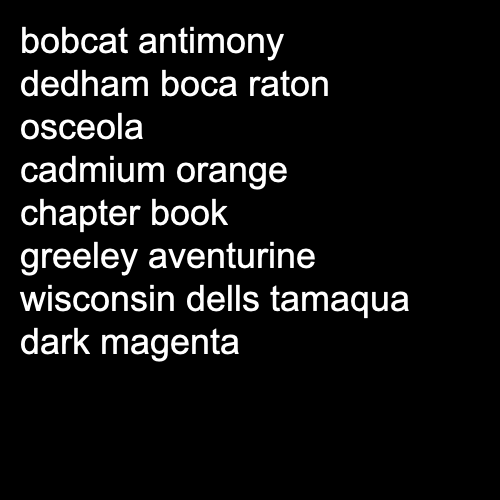 bobcat antimony
dedham boca raton
osceola
cadmium orange
chapter book
greeley aventurine
wisconsin dells tamaqua
dark magenta